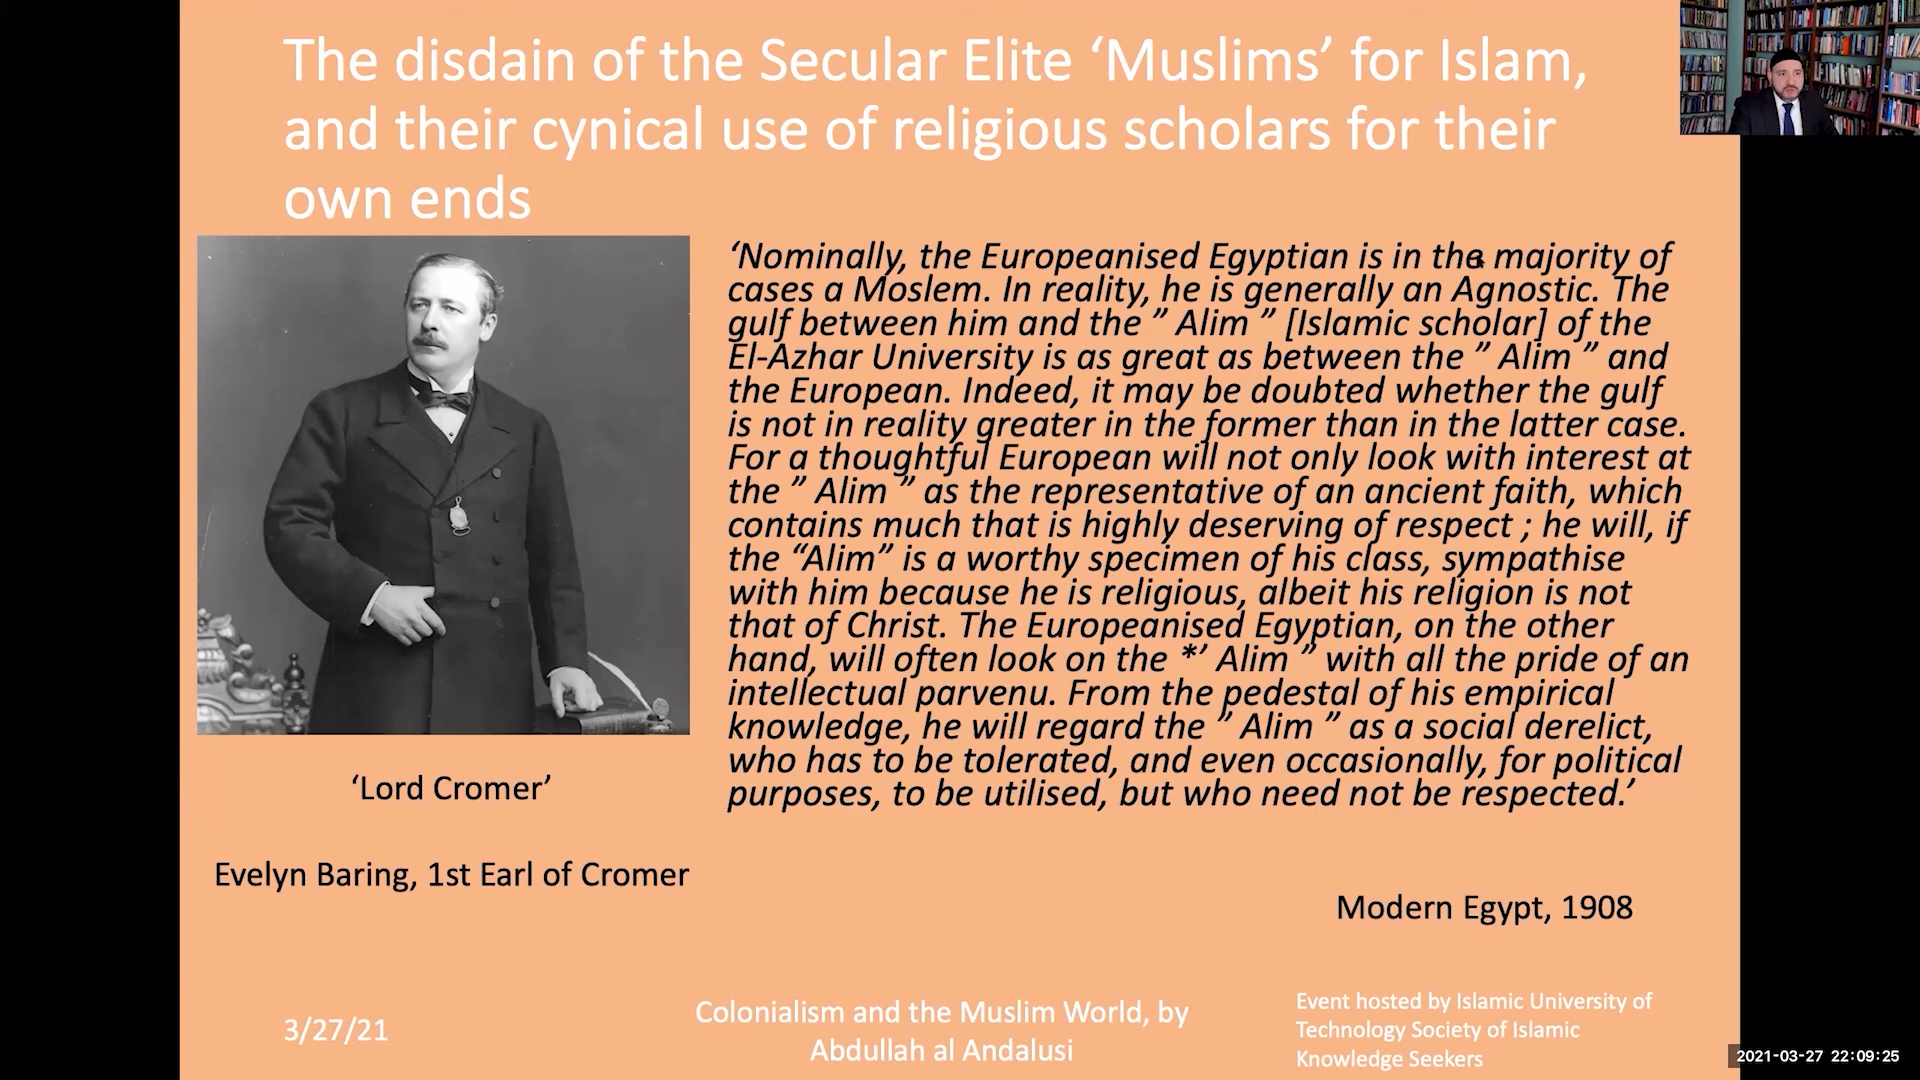 The disdain of the Secular Elite ‘Muslims’ for Islam,
and their cynical use of religious scholars for their
own ends
‘Nominally, the Europeanised Egyptian is in the majority of
cases a Moslem. In reality, he is generally an Agnostic. The
gulf between him and the ” Alim ” [Islamic scholar] of the
El-Azhar University is as great as between the ” Alim ” and
the European. Indeed, it may be doubted whether the gulf
is not in reality greater in the former than in the latter case.
For a thoughtful European will not only look with interest at
the ” Alim ” as the representative of an ancient faith, which
contains much that is highly deserving of respect ; he will, if
the “Alim” is a worthy specimen of his class, sympathise
with him because he is religious, albeit his religion is not
that of Christ. The Europeanised Egyptian, on the other
hand, will often look on the *’ Alim ” with all the pride of an
intellectual parvenu. From the pedestal of his empirical
knowledge, he will regard the ” Alim ” as a social derelict,
who has to be tolerated, and even occasionally, for political
purposes, to be utilised, but who need not be respected.’
‘Lord Cromer’
Evelyn Baring, 1st Earl of Cromer
Modern Egypt, 1908
3/27/21
Colonialism and the Muslim World, by
Abdullah al Andalusi
Event hosted by Islamic University of
Technology Society of Islamic
Knowledge Seekers
2021-03-27 22:09:25